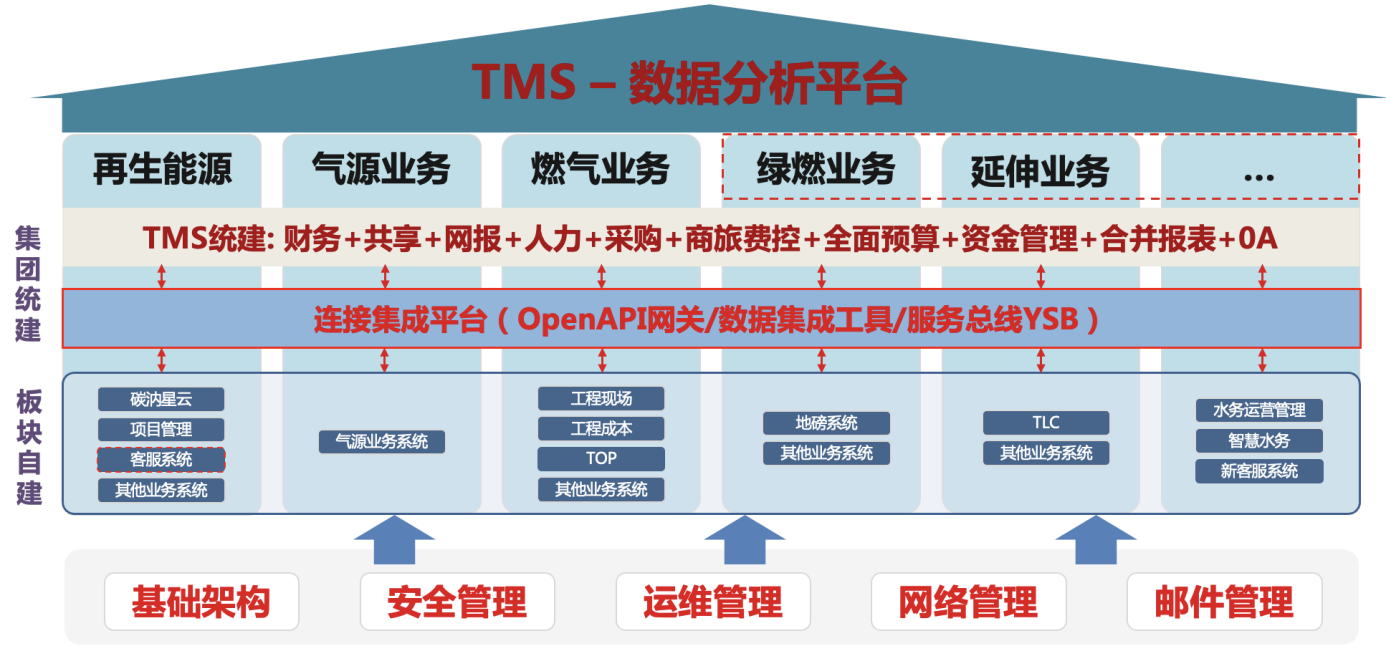 TMS – 数据分析平台
再生能源
气源业务
燃气业务
绿燃业务
延伸业务
...
集团统建
TMS统建: 财务+共享+网报+人力+采购+商旅费控+全面预算+资金管理+合并报表+0A
连接集成平台（OpenAPI网关/数据集成工具/服务总线YSB）
板块自建
碳汭星云
项目管理
客服系统
其他业务系统
气源业务系统
工程现场
工程成本
TOP
其他业务系统
地磅系统
其他业务系统
TLC
其他业务系统
水务运营管理
智慧水务
新客服系统
基础架构
安全管理
运维管理
网络管理
邮件管理